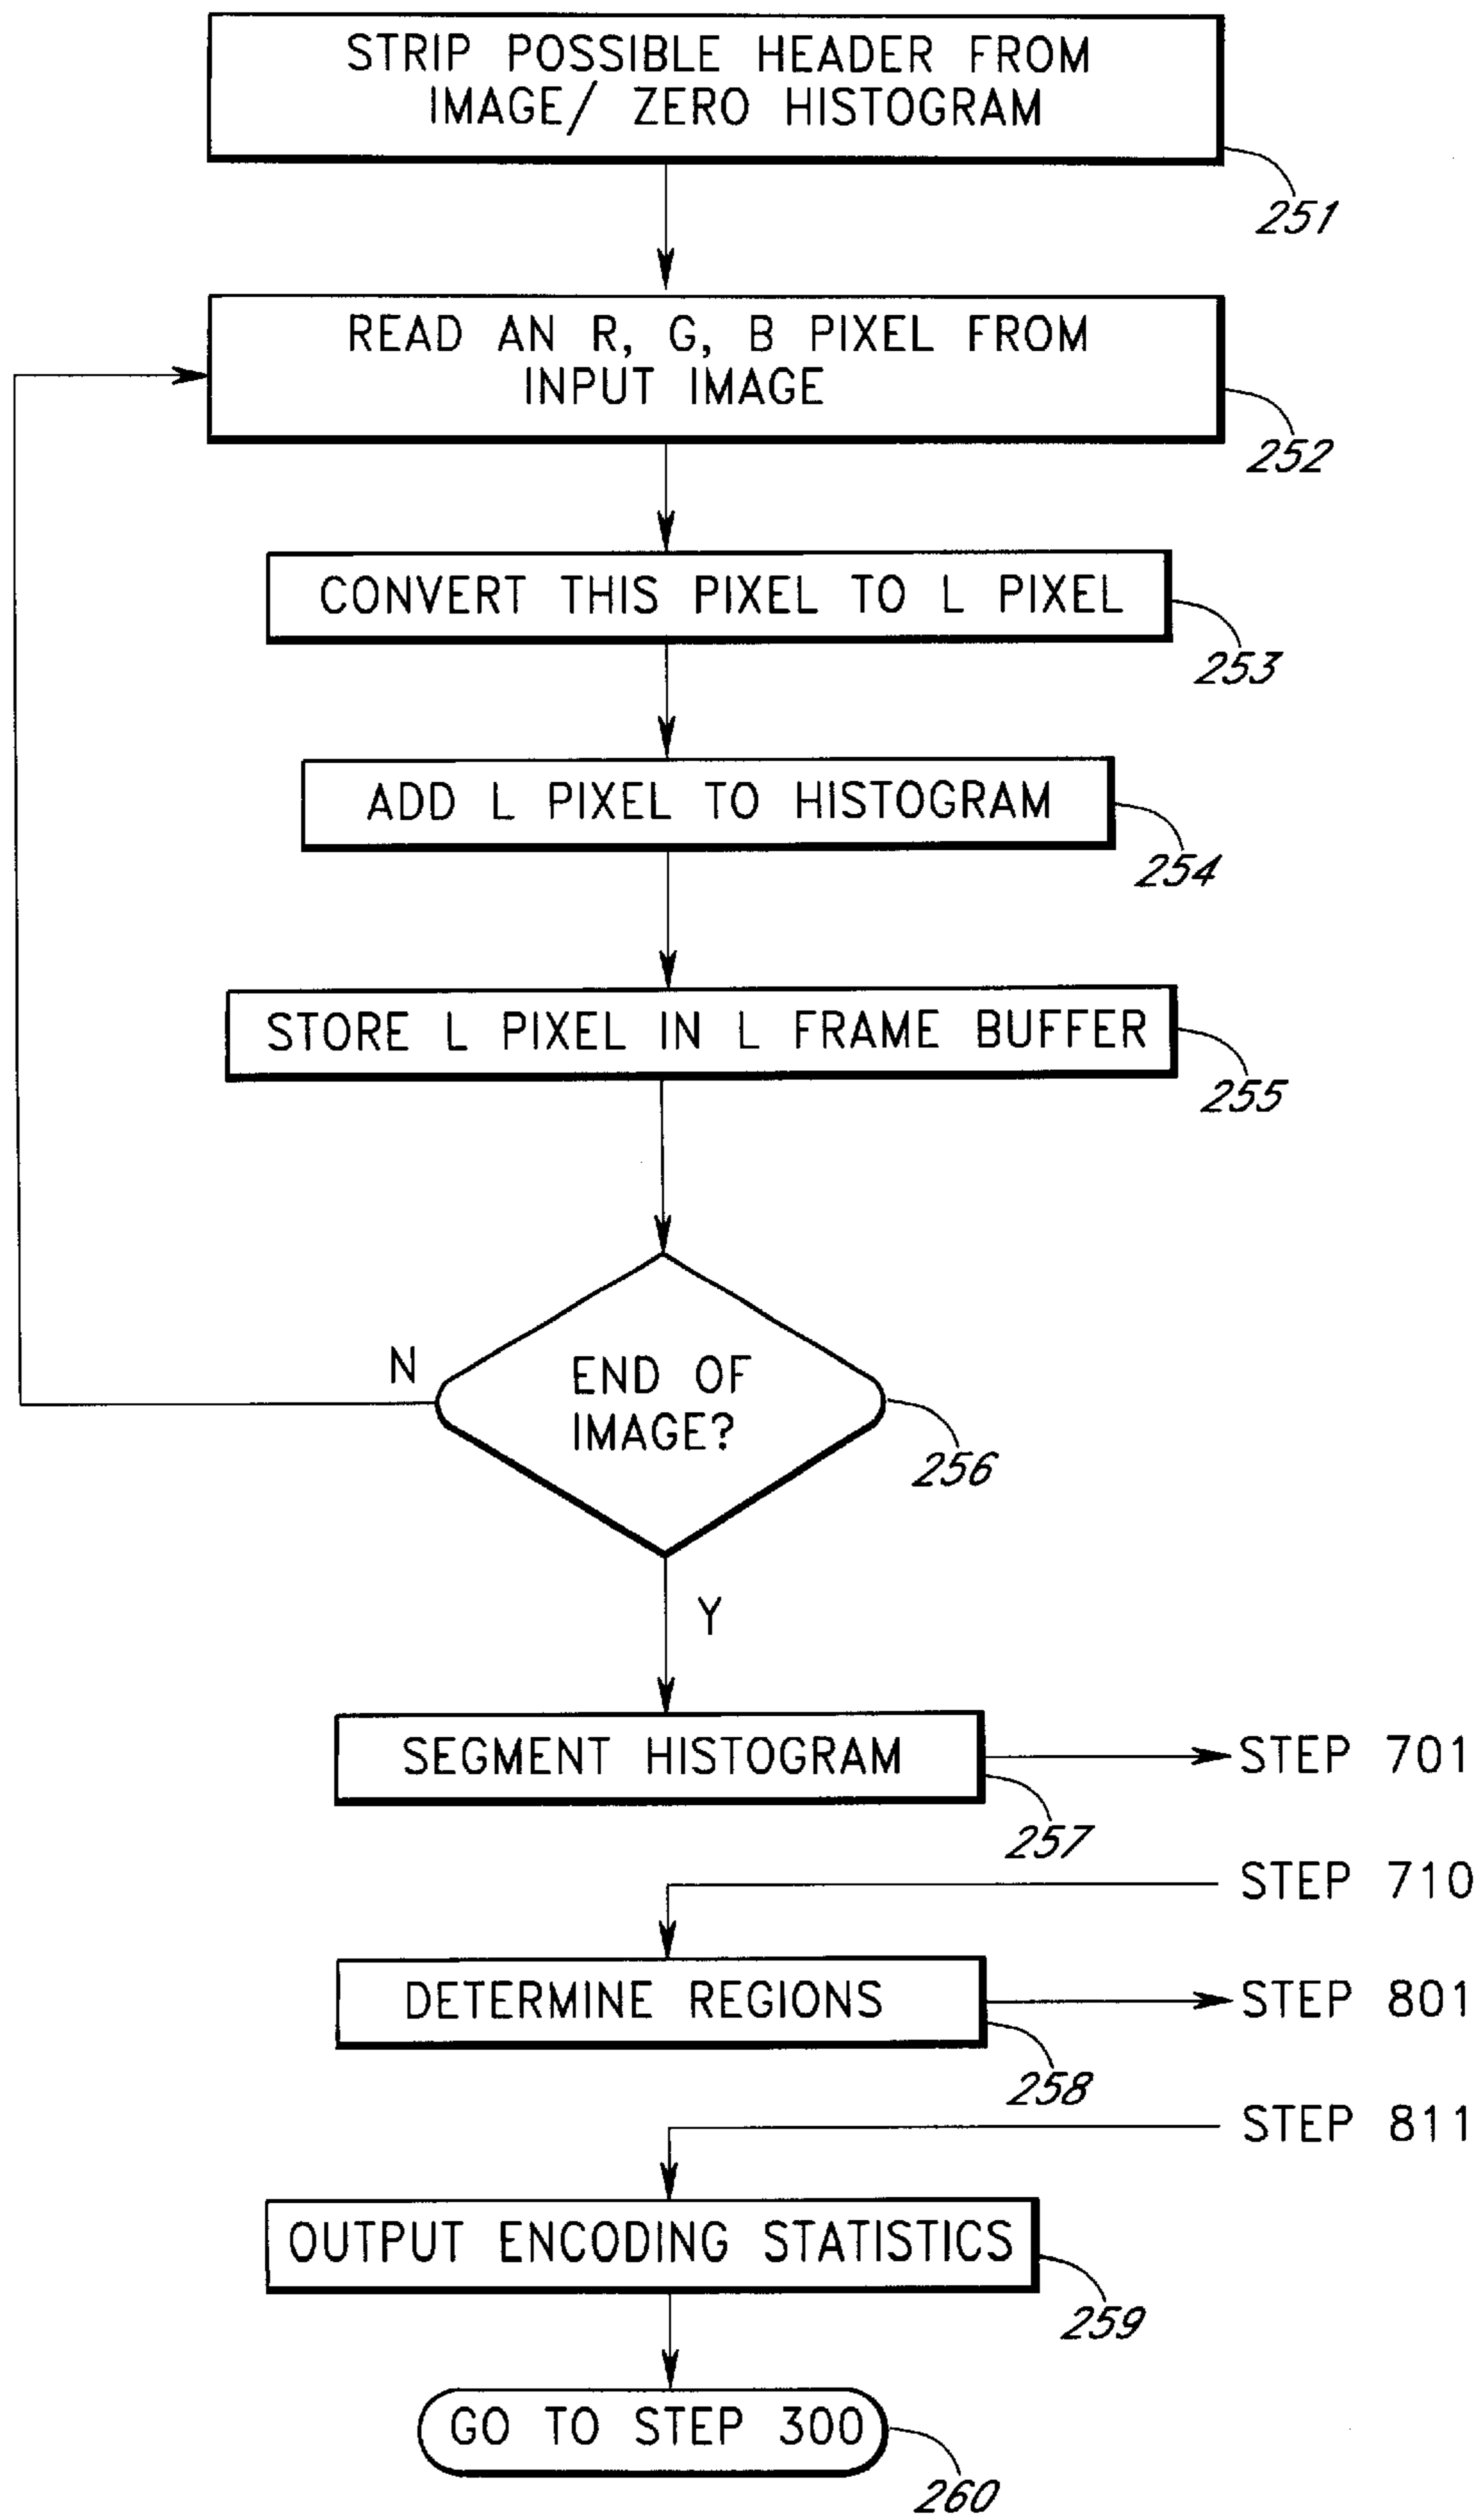 STRIP POSSIBLE HEADER FROM
IMAGE/ ZERO HISTOGRAM
251
READ AN R, G, B PIXEL FROM
INPUT IMAGE
252
CONVERT THIS PIXEL TO L PIXEL
253
ADD L PIXEL TO HISTOGRAM
254
STORE L PIXEL IN L FRAME BUFFER
255
N
END OF
IMAGE?
256
Y
SEGMENT HISTOGRAM
STEP 701
257
STEP 710
DETERMINE REGIONS
STEP 801
258
STEP 811
OUTPUT ENCODING STATISTICS
259
GO TO STEP 300
260